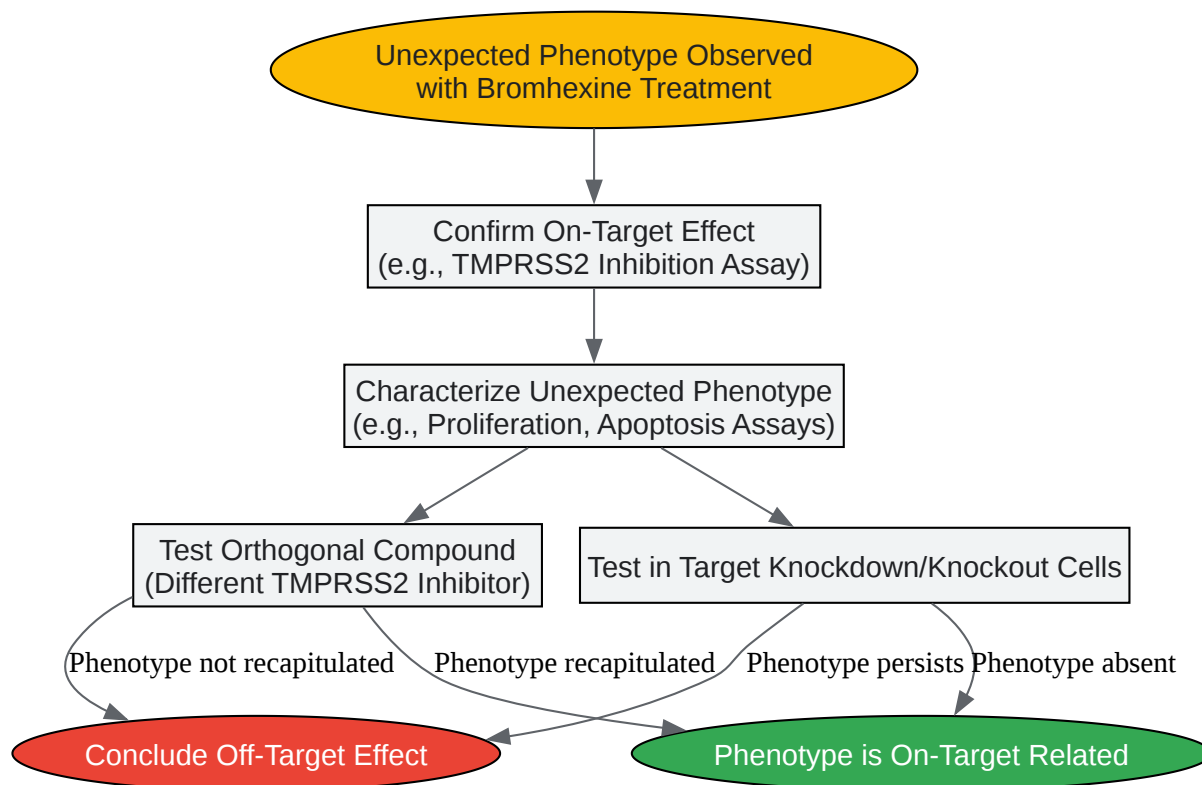 Unexpected Phenotype Observed
with Bromhexine Treatment
Confirm On-Target Effect
(e.g., TMPRSS2 Inhibition Assay)
Characterize Unexpected Phenotype
(e.g., Proliferation, Apoptosis Assays)
Test Orthogonal Compound
(Different TMPRSS2 Inhibitor)
Test in Target Knockdown/Knockout Cells
Phenotype not recapitulated
Phenotype recapitulated
Phenotype persists
Phenotype absent
Conclude Off-Target Effect
Phenotype is On-Target Related